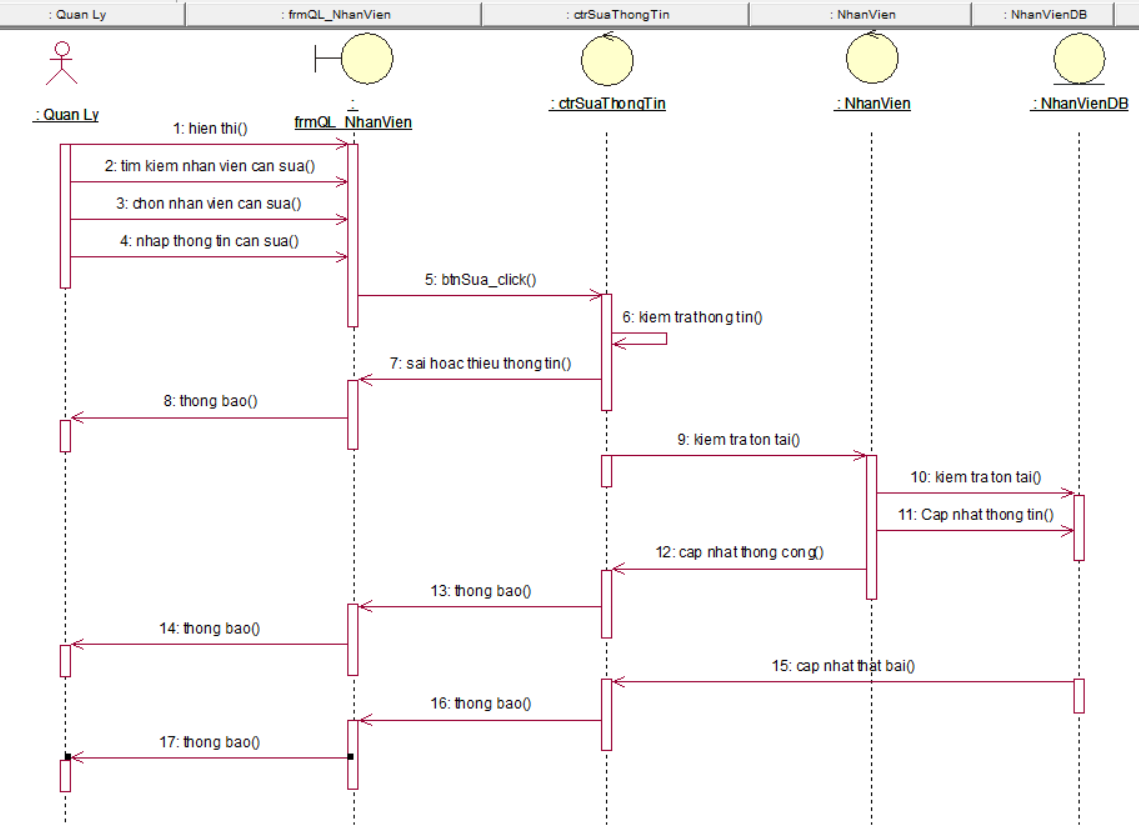 : Quan Ly
: frmQL_NhanVien
: ctrSuaThongTin
: NhanVien
: NhanVienDB
: Quan Ly
:
frmQL_NhanVien
: ctrSuaThongTin
: NhanVien
: NhanVienDB
1: hien thi()
2: tim kiem nhan vien can sua()
3: chon nhan vien can sua()
4: nhap thong tin can sua()
5: btnSua_click()
6: kiem tra thong tin()
7: sai hoac thieu thong tin()
8: thong bao()
9: kiem tra ton tai()
10: kiem tra ton tai()
11: Cap nhat thong tin()
12: cap nhat thong cong()
13: thong bao()
14: thong bao()
15: cap nhat that bai()
16: thong bao()
17: thong bao()